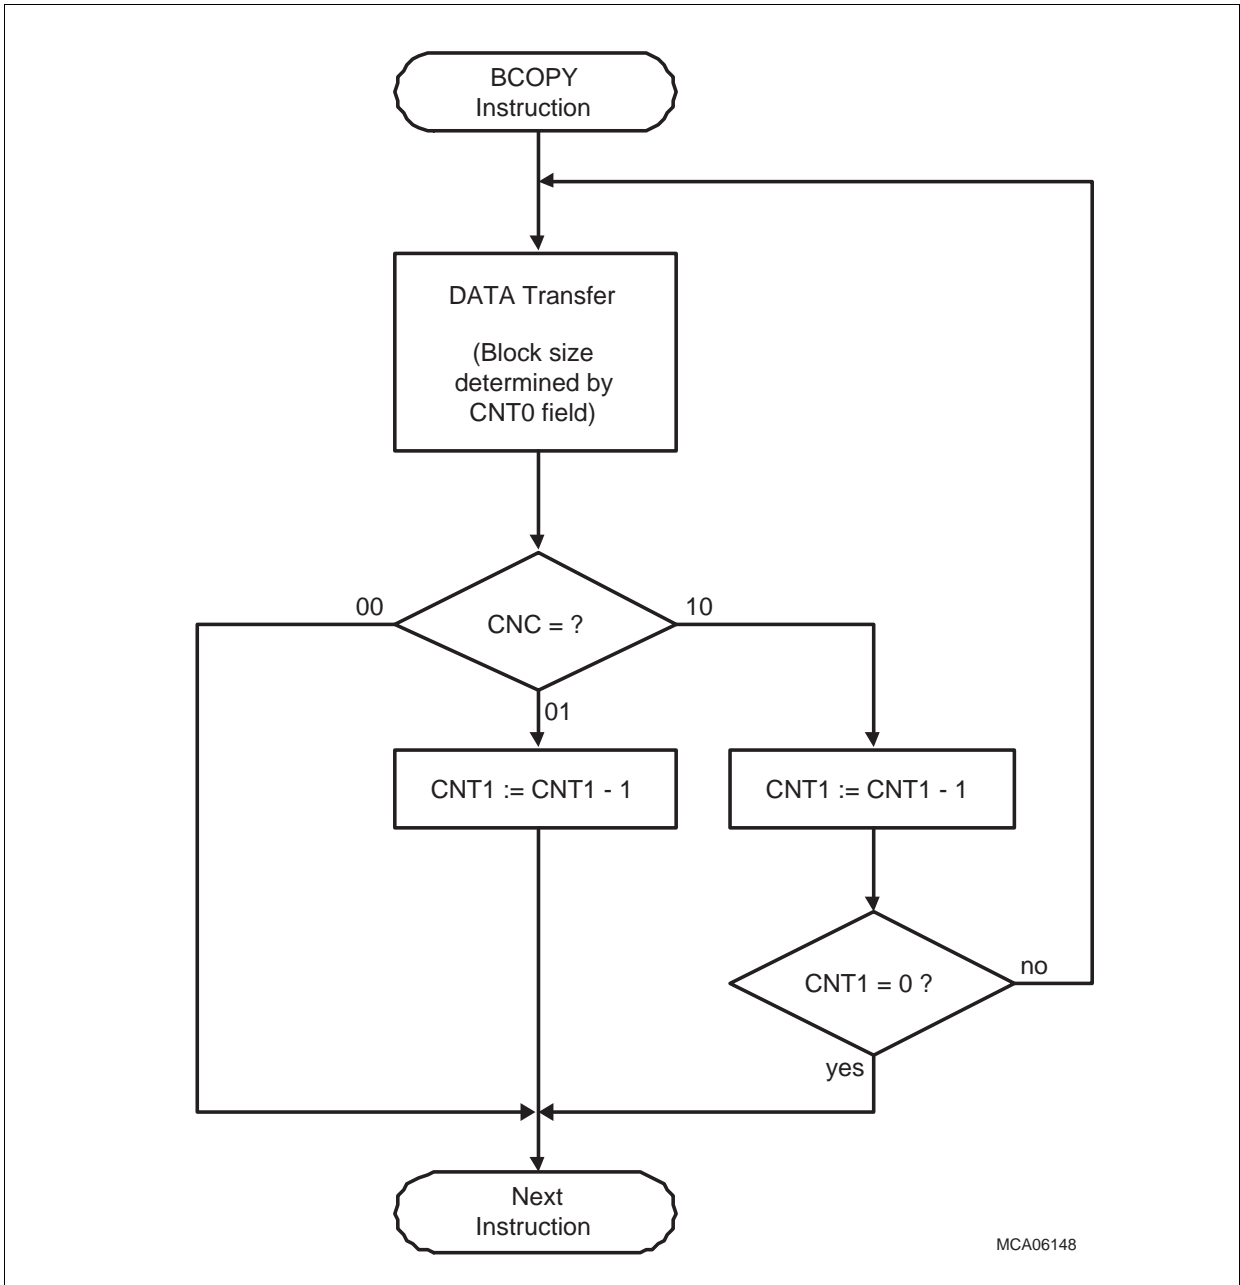 BCOPY
Instruction
DATA Transfer
(Block size
determined by
CNT0 field)
00
CNC = ?
10
01
CNT1 := CNT1 - 1
CNT1 := CNT1 - 1
CNT1 = 0 ?
no
yes
Next
Instruction
MCA06148